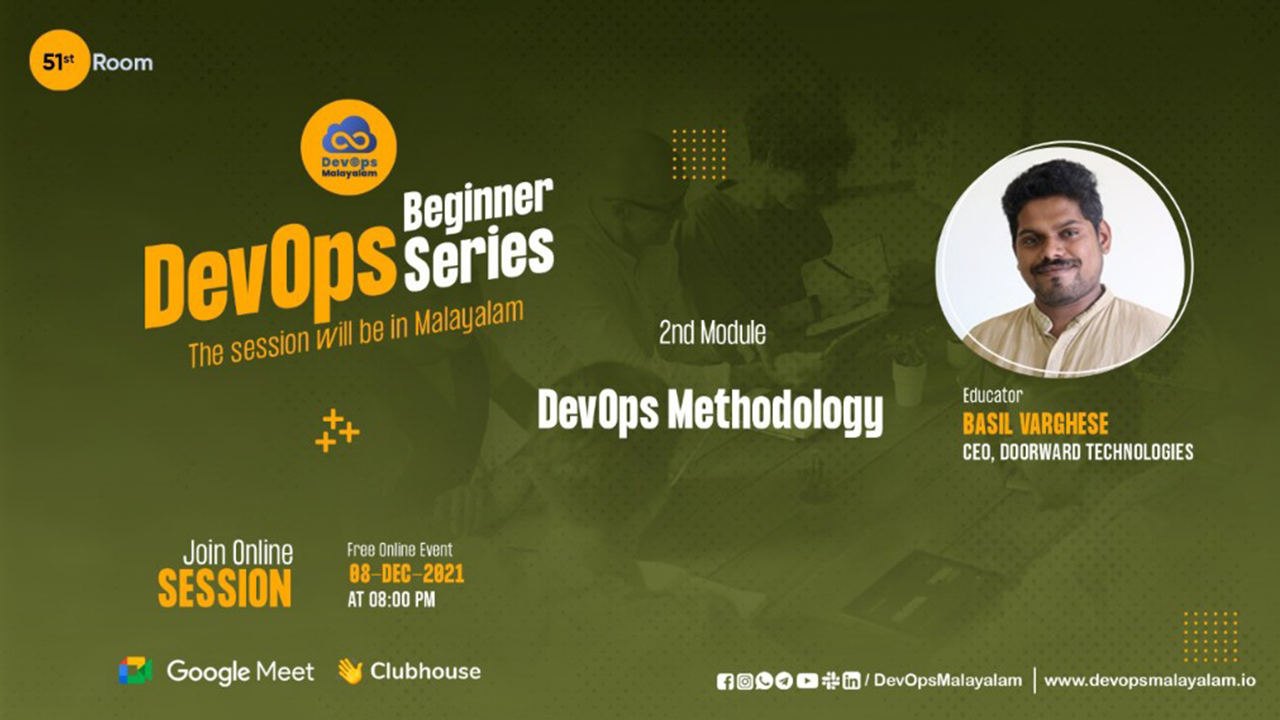 51st Room
DevOps
Malayalam
Beginner
DevOps Series
The session will be in Malayalam
2nd Module
DevOps Methodology
Educator
BASIL VARGHESE
CEO, DOORWARD TECHNOLOGIES
Join Online
SESSION
Free Online Event
08-DEC-2021
AT 08:00 PM
Google Meet
Clubhouse
/ DevOpsMalayalam | www.devopsmalayalam.io